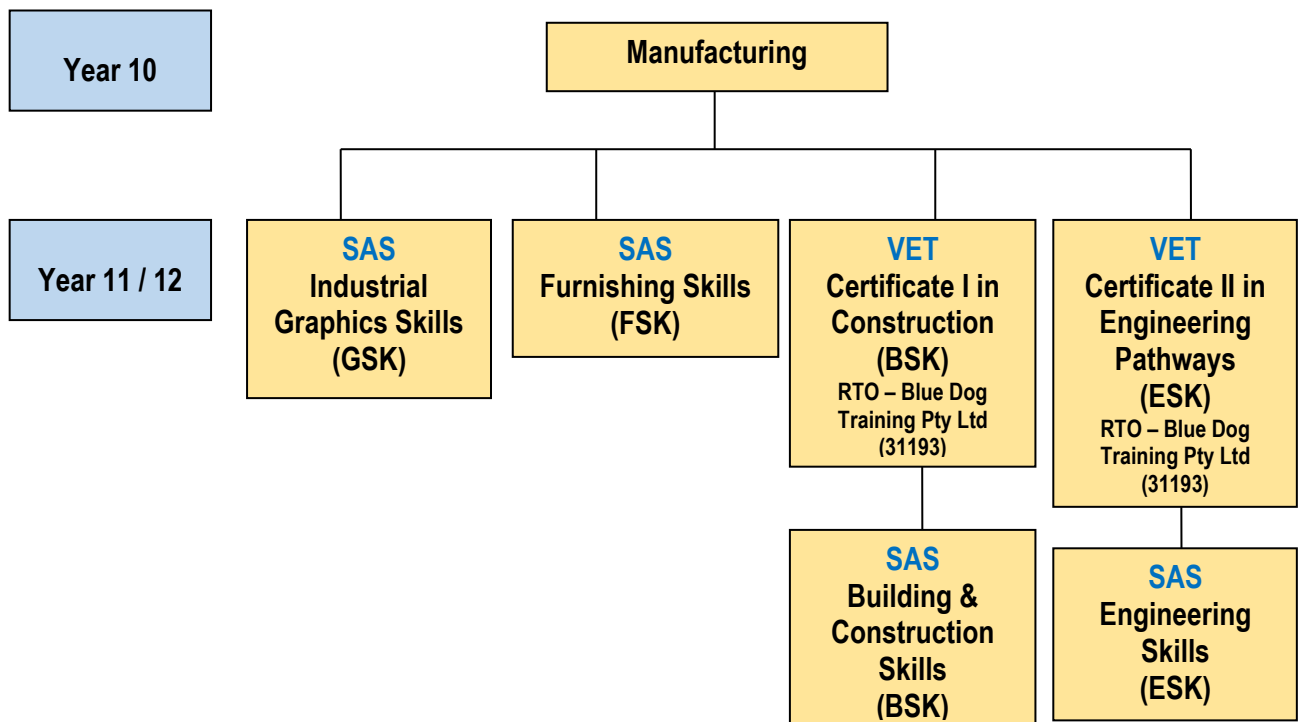 Year 10
Manufacturing
Year 11 / 12
SAS
Industrial
Graphics Skills
(GSK)
SAS
Furnishing Skills
(FSK)
VET
Certificate I in
Construction
(BSK)
RTO – Blue Dog
Training Pty Ltd
(31193)
VET
Certificate II in
Engineering
Pathways
(ESK)
RTO – Blue Dog
Training Pty Ltd
(31193)
SAS
Building &
Construction
Skills
(BSK)
SAS
Engineering
Skills
(ESK)